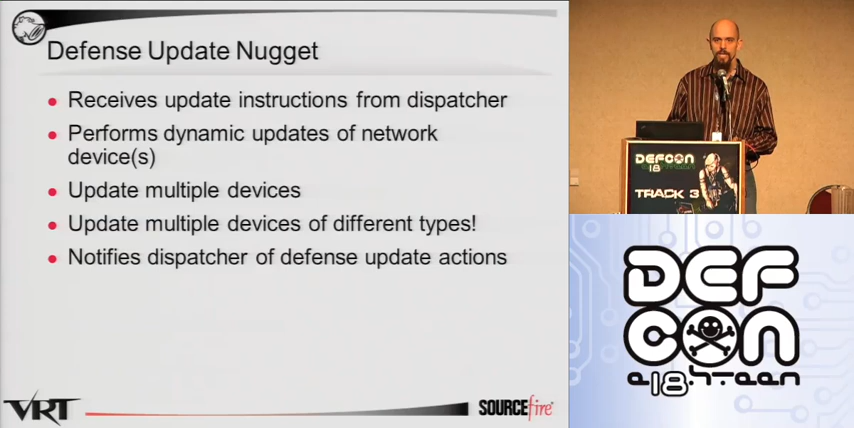 Defense Update Nugget
Receives update instructions from dispatcher
Performs dynamic updates of network
device(s)
Update multiple devices
Update multiple devices of different types!
Notifies dispatcher of defense update actions
VRT
SOURCEfire
DEFCON
18
TRACK 3
DEF
CON
e18hteen